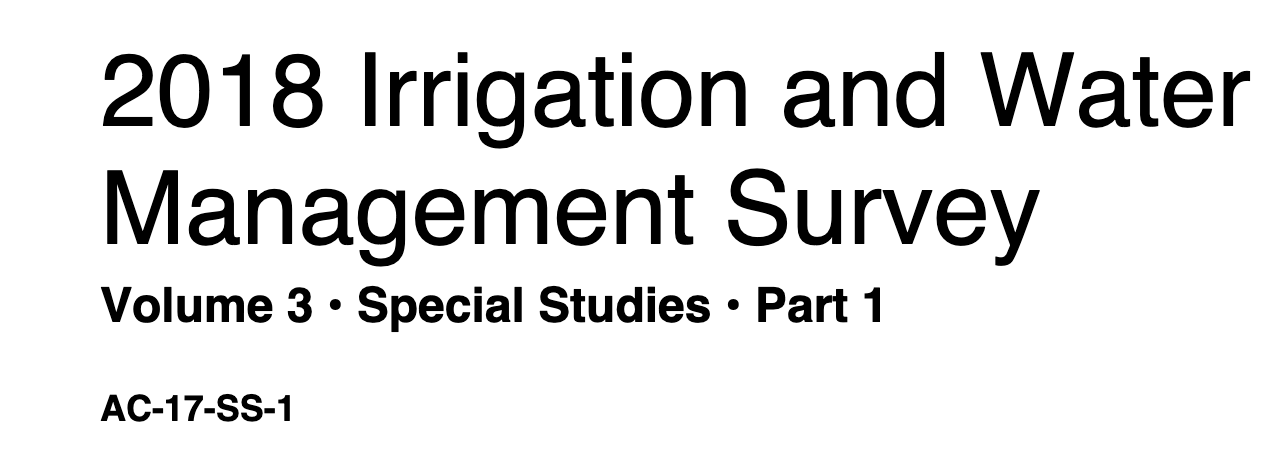 2018 Irrigation and Water
Management Survey
Volume 3 • Special Studies • Part 1
AC-17-SS-1